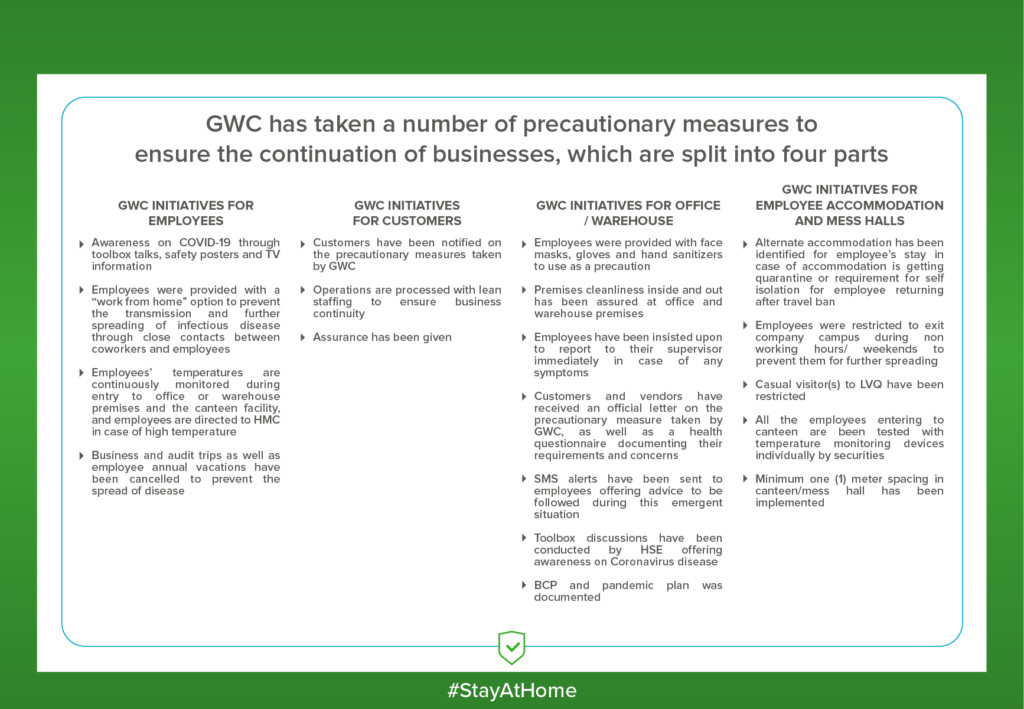 GWC has taken a number of precautionary measures to
ensure the continuation of businesses, which are split into four parts
GWC INITIATIVES FOR
EMPLOYEES
Awareness on COVID-19 through
toolbox talks, safety posters and TV
information
Employees were provided with a
“work from home” option to prevent
the transmission and further
spreading of infectious disease
through close contacts between
coworkers and employees
Employees’ temperatures are
continuously monitored during
entry to office or warehouse
premises and the canteen facility,
and employees are directed to HMC
in case of high temperature
Business and audit trips as well as
employee annual vacations have
been cancelled to prevent the
spread of disease
GWC INITIATIVES
FOR CUSTOMERS
Customers have been notified on
the precautionary measures taken
by GWC
Operations are processed with lean
staffing to ensure business
continuity
Assurance has been given
GWC INITIATIVES FOR OFFICE
/ WAREHOUSE
Employees were provided with face
masks, gloves and hand sanitizers
to use as a precaution
Premises cleanliness inside and out
has been assured at office and
warehouse premises
Employees have been insisted upon
to report to their supervisor
immediately in case of any
symptoms
Customers and vendors have
received an official letter on the
precautionary measure taken by
GWC, as well as a health
questionnaire documenting their
requirements and concerns
SMS alerts have been sent to
employees offering advice to be
followed during this emergent
situation
Toolbox discussions have been
conducted by HSE offering
awareness on Coronavirus disease
BCP and pandemic plan was
documented
GWC INITIATIVES FOR
EMPLOYEE ACCOMMODATION
AND MESS HALLS
Alternate accommodation has been
identified for employee’s stay in
case of accommodation is getting
quarantine or requirement for self
isolation for employee returning
after travel ban
Employees were restricted to exit
company campus during non
working hours/ weekends to
prevent them for further spreading
Casual visitor(s) to LVQ have been
restricted
All the employees entering to
canteen are been tested with
temperature monitoring devices
individually by securities
Minimum one (1) meter spacing in
canteen/mess hall has been
implemented
#StayAtHome